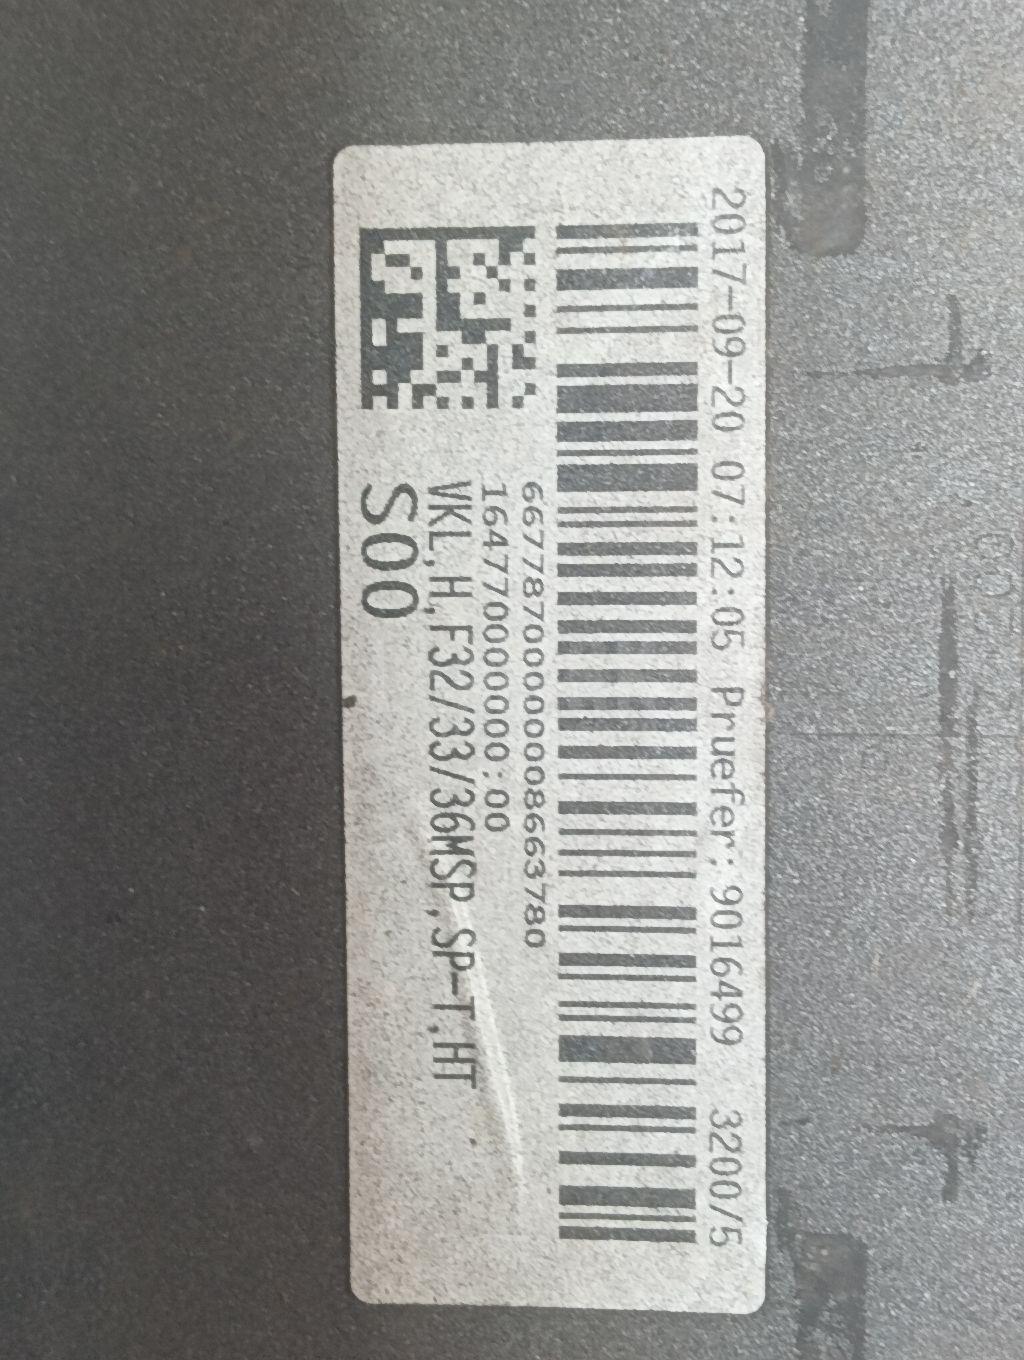 2017-09-20 07:12:05 Pruefer:9016499 3200/5
6677870000000008663780
16477000000000:00
VKL,H,F32/33/36MSP,SP-T,HT
S00